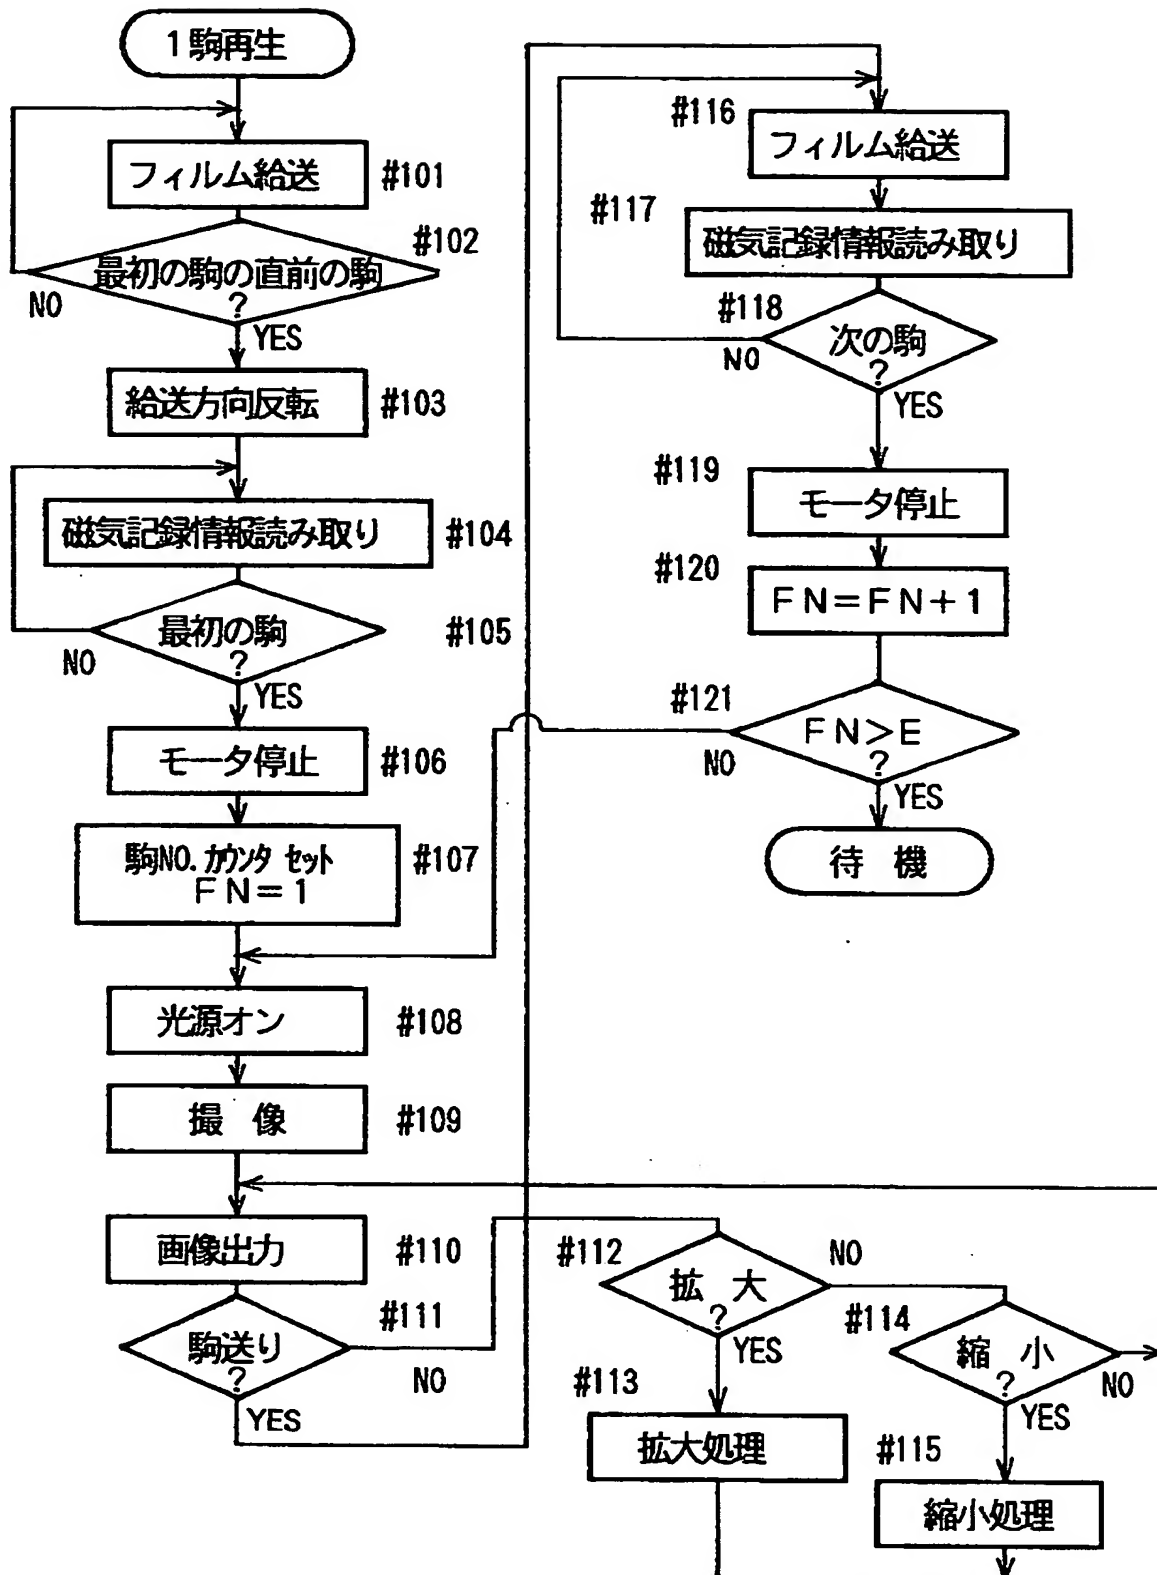 1駒再生
フィルム給送
#101
#102
最初の駒の直前の駒
?
NO
YES
給送方向反転
#103
磁気記録情報読み取り
#104
最初の駒
?
#105
NO
YES
モータ停止
#106
駒NO.カウンタ セット
FN=1
#107
光源オン
#108
撮 像
#109
画像出力
#110
#111
駒送り
?
NO
YES
#112
拡 大
?
NO
YES
#113
拡大処理
#114
縮 小
?
NO
YES
#115
縮小処理
#116
フィルム給送
#117
磁気記録情報読み取り
#118
次の駒
?
NO
YES
#119
モータ停止
#120
FN=FN+1
#121
FN>E
?
NO
YES
待 機